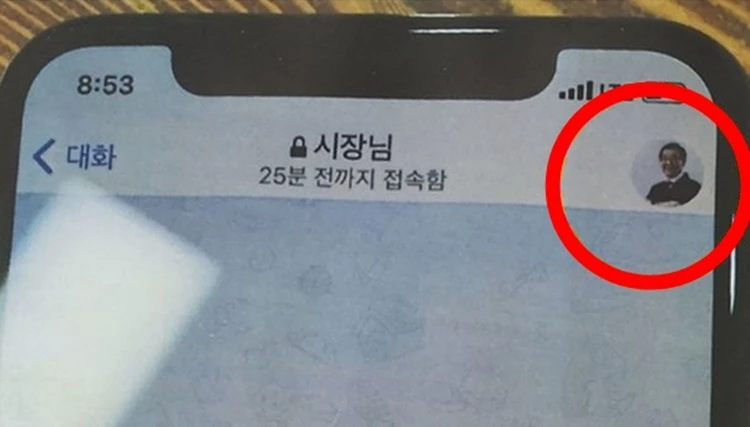 8:53
대화
시장님
25분 전까지 접속함